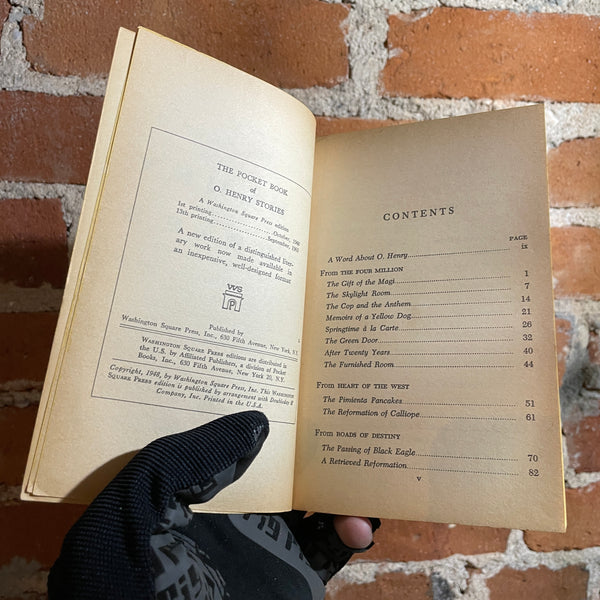 THE POCKET BOOK
of
O. HENRY STORIES
A Washington Square Press edition
1st printing........October, 1948
13th printing........September, 1962
A new edition of a distinguished liter-
ary work now made available in
an inexpensive, well-designed format
WS
P
Published by
Washington Square Press, Inc., 630 Fifth Avenue, New York, N.Y.
WASHINGTON SQUARE PRESS editions are distributed in
the U.S. by Affiliated Publishers, a division of Pocket
Books, Inc., 630 Fifth Avenue, New York 20, N.Y.
Copyright, 1948, by Washington Square Press, Inc. This WASHINGTON
SQUARE PRESS edition is published by arrangement with Doubleday &
Company, Inc. Printed in the U.S.A.
CONTENTS
PAGE
A Word About O. Henry ix
From THE FOUR MILLION
The Gift of the Magi 1
The Skylight Room 7
The Cop and the Anthem 14
Memoirs of a Yellow Dog 21
Springtime à la Carte 26
The Green Door 32
After Twenty Years 40
The Furnished Room 44
From HEART OF THE WEST
The Pimienta Pancakes 51
The Reformation of Calliope 61
From ROADS OF DESTINY
The Passing of Black Eagle 70
A Retrieved Reformation 82
v